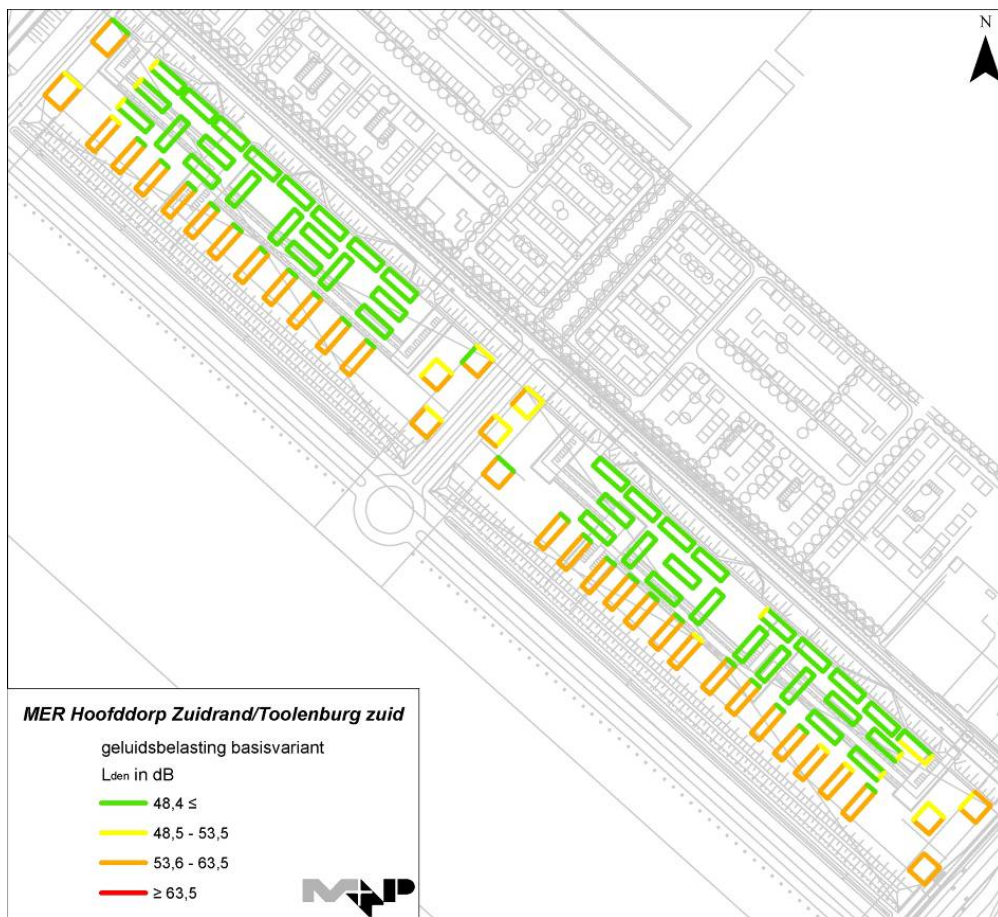 N
MER Hoofddorp Zuidrand/Toolenburg zuid
geluidsbelasting basisvariant
Lden in dB
48,4 ≤
48,5 - 53,5
53,6 - 63,5
≥ 63,5
M+P